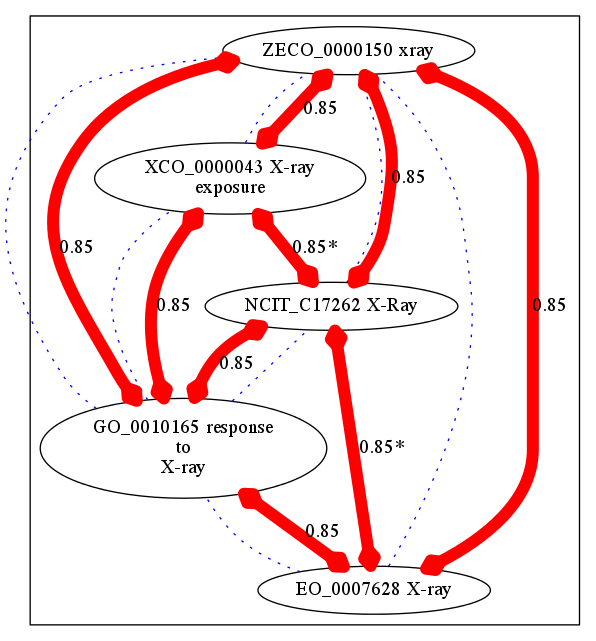 ZECO_0000150 xray
0.85
XCO_0000043 X-ray
exposure
0.85
0.85
0.85*
0.85
0.85
NCIT_C17262 X-Ray
0.85
GO_0010165 response
to
X-ray
0.85*
0.85
EO_0007628 X-ray